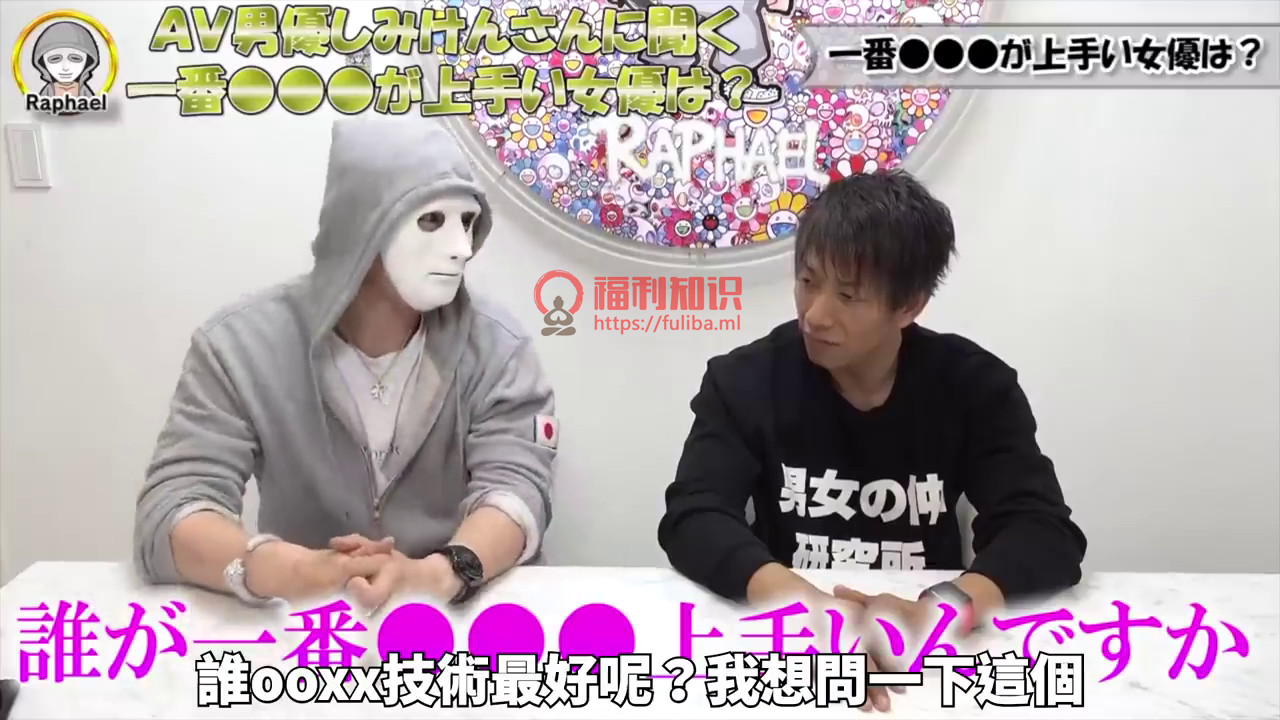 AV男優しみけんさんに聞く
一番●●●が上手い女優は？
一番●●●が上手い女優は？
Raphael
RAPHAEL
福利知识
https://fuliba.ml
男女の仲
研究所
誰が一番●●●上手いんですか
誰ooxx技術最好呢？我想問一下這個